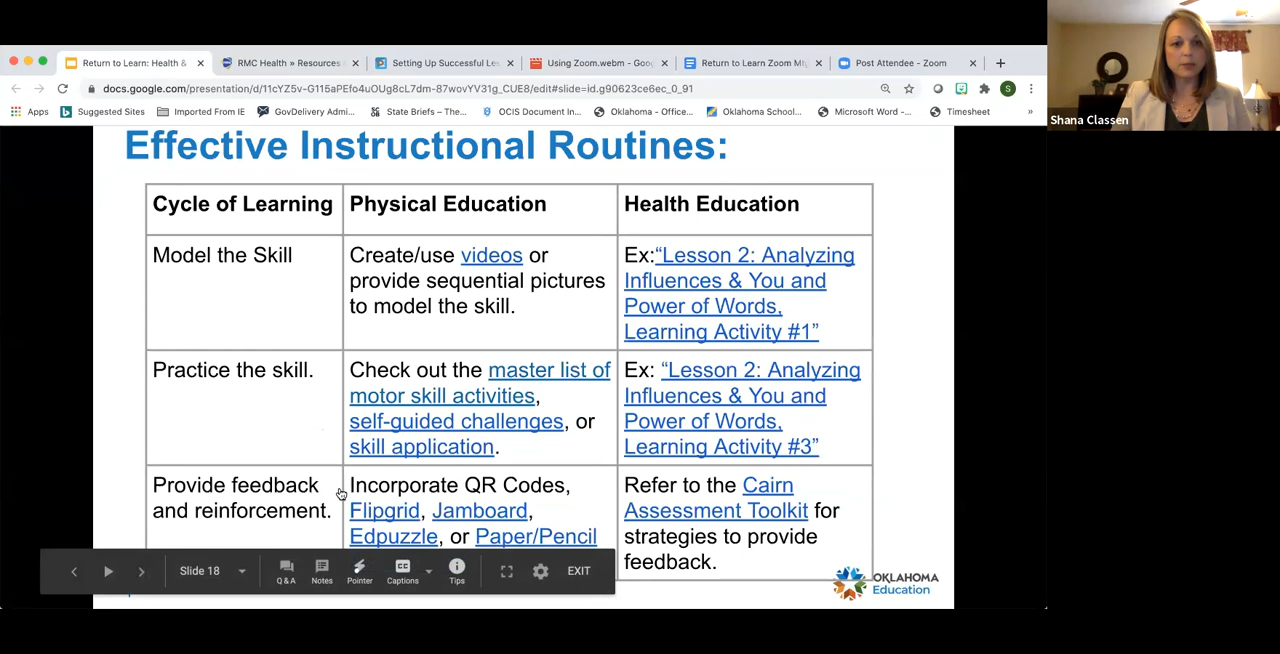 Return to Learn: Health &
RMC Health » Resources &
Setting Up Successful Les
Using Zoom.webm - Goog
Return to Learn Zoom Mtg
Post Attendee - Zoom
docs.google.com/presentation/d/11cYZ5v-G115aPEfo4uOUg8cL7dm-87wovYV31g_CUE8/edit#slide=id.g90623ce6ec_0_91
S
Apps
Suggested Sites
Imported From IE
GovDelivery Admi...
State Briefs – The...
OCIS Document In...
Oklahoma - Office...
Oklahoma School...
Microsoft Word -...
Timesheet
»
Shana Classen
Effective Instructional Routines:
Cycle of Learning
Physical Education
Health Education
Model the Skill
Create/use videos or
provide sequential pictures
to model the skill.
Ex:“Lesson 2: Analyzing
Influences & You and
Power of Words,
Learning Activity #1”
Practice the skill.
Check out the master list of
motor skill activities,
self-guided challenges, or
skill application.
Ex: “Lesson 2: Analyzing
Influences & You and
Power of Words,
Learning Activity #3”
Provide feedback
and reinforcement.
Incorporate QR Codes,
Flipgrid, Jamboard,
Edpuzzle, or Paper/Pencil
Refer to the Cairn
Assessment Toolkit for
strategies to provide
feedback.
Slide 18
Q & A
Notes
Pointer
Captions
Tips
EXIT
OKLAHOMA
Education